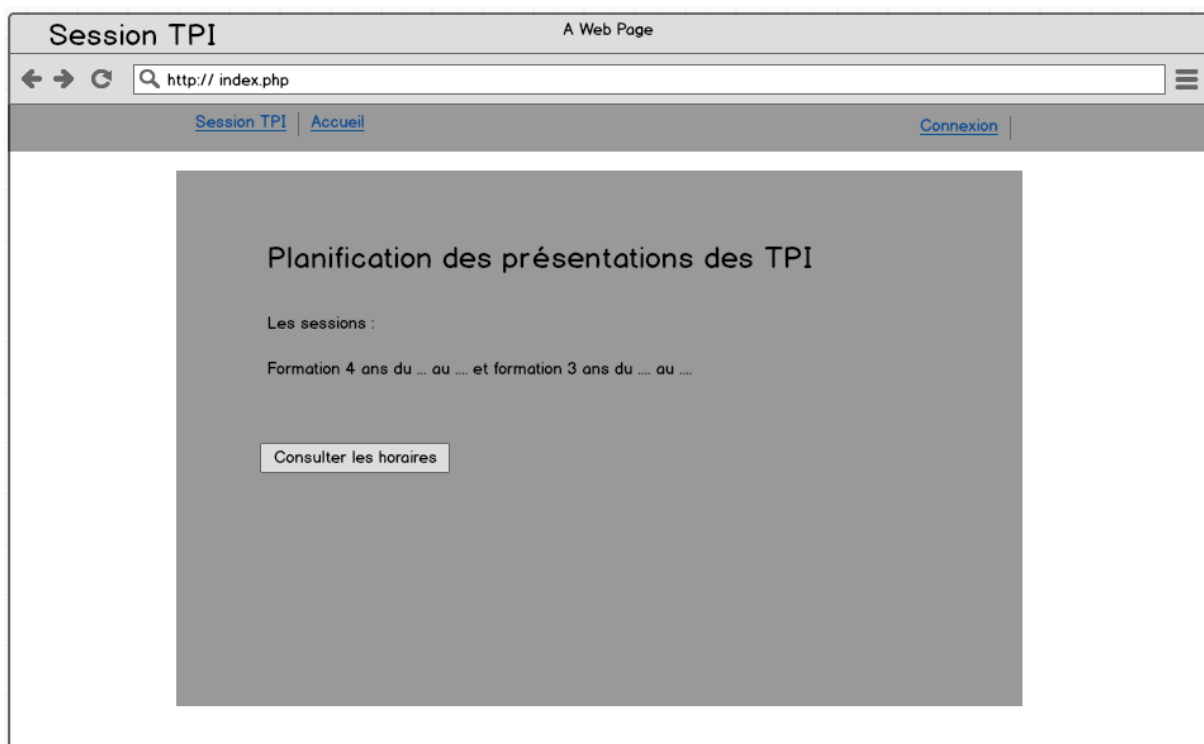 Session TPI
A Web Page
http:// index.php
Session TPI Accueil Connexion
Planification des présentations des TPI
Les sessions :
Formation 4 ans du ... au .... et formation 3 ans du .... au ....
Consulter les horaires